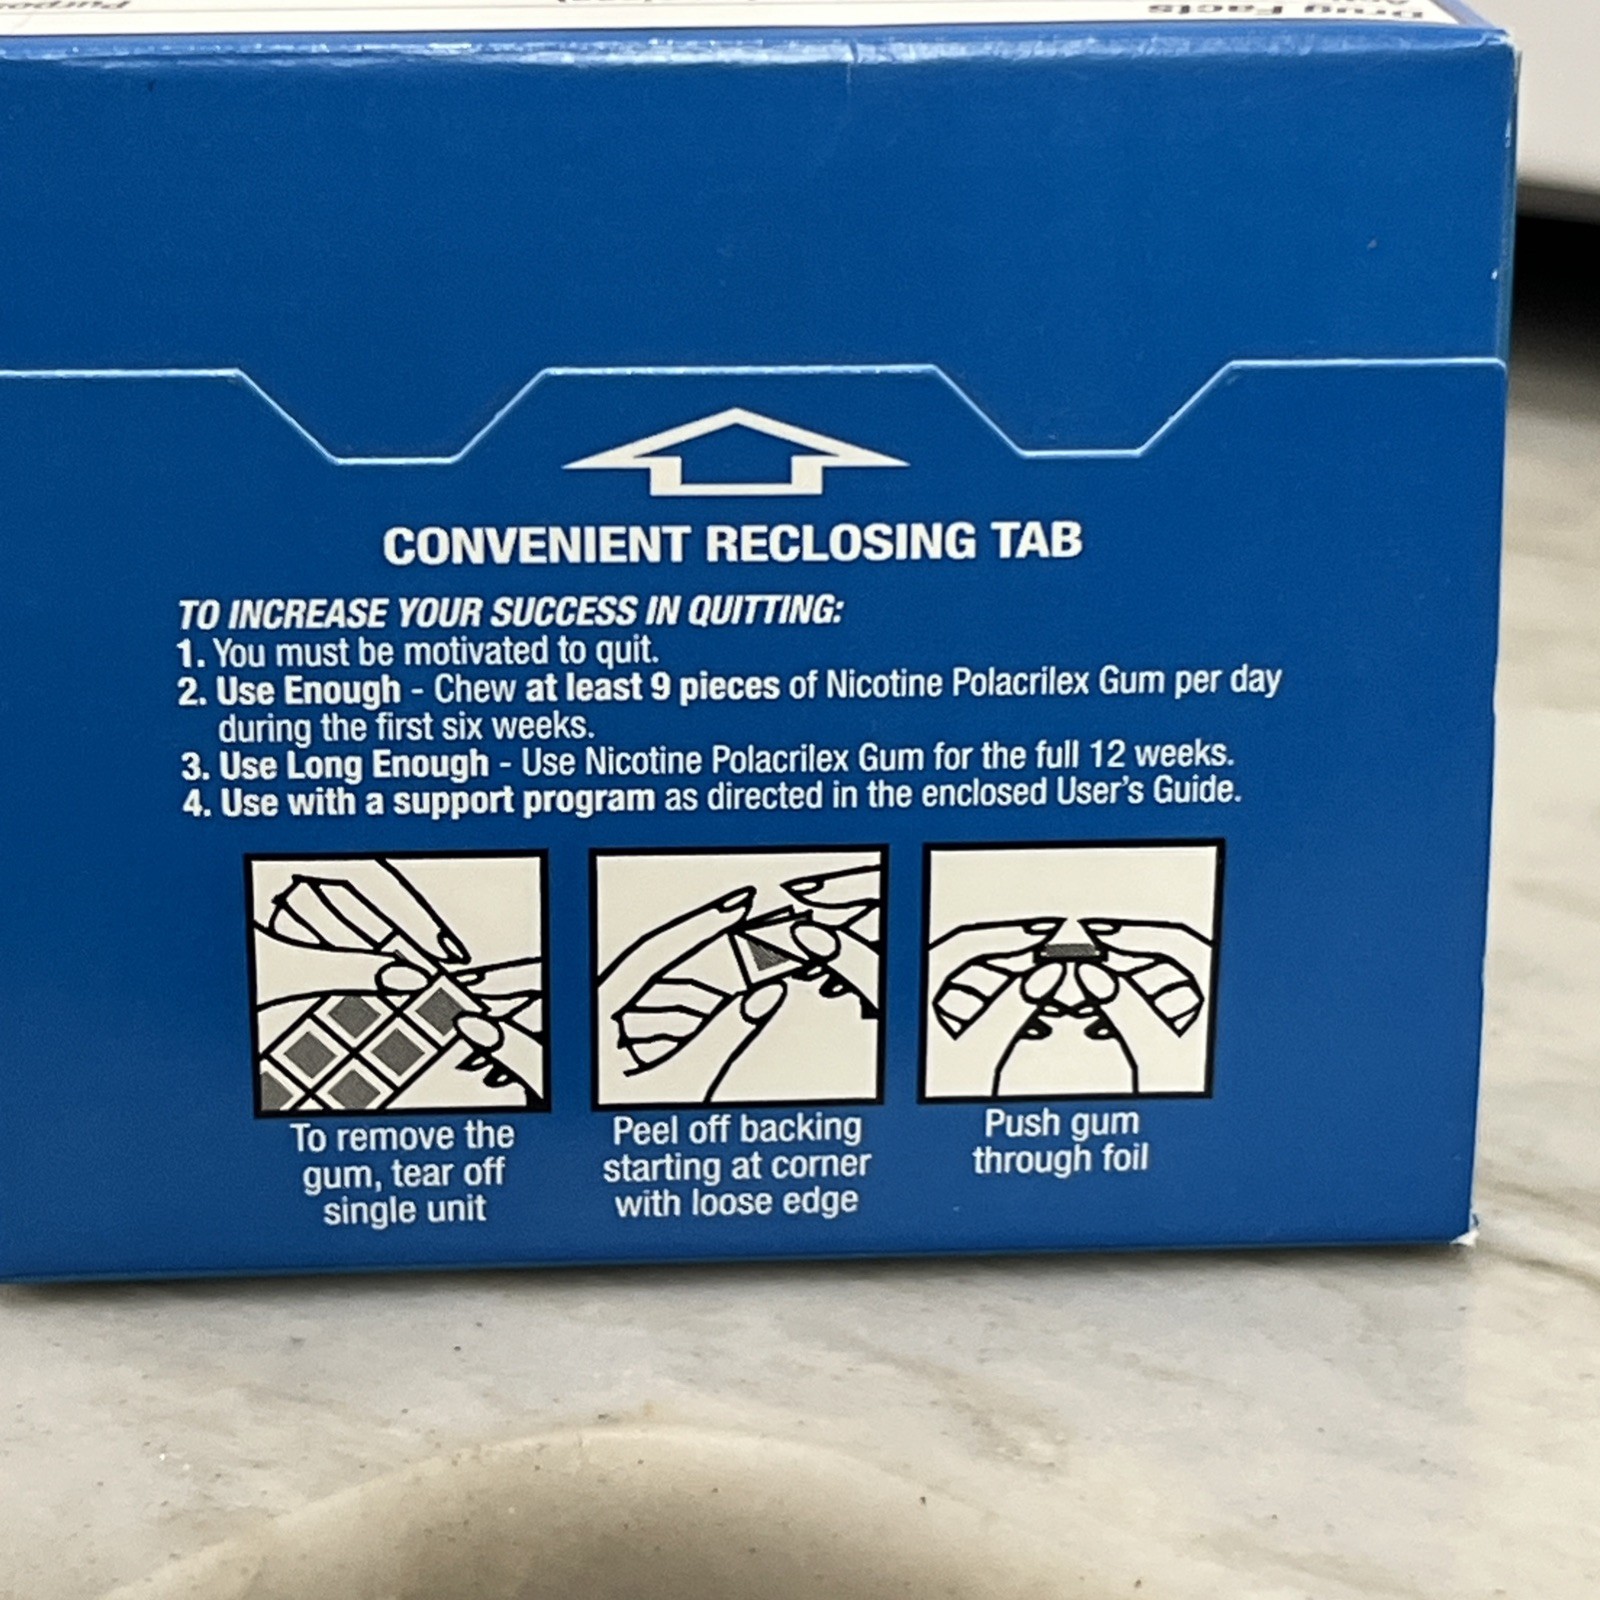 Drug Facts
CONVENIENT RECLOSING TAB
TO INCREASE YOUR SUCCESS IN QUITTING:
1. You must be motivated to quit.
2. Use Enough - Chew at least 9 pieces of Nicotine Polacrilex Gum per day
during the first six weeks.
3. Use Long Enough - Use Nicotine Polacrilex Gum for the full 12 weeks.
4. Use with a support program as directed in the enclosed User's Guide.
To remove the
gum, tear off
single unit
Peel off backing
starting at corner
with loose edge
Push gum
through foil